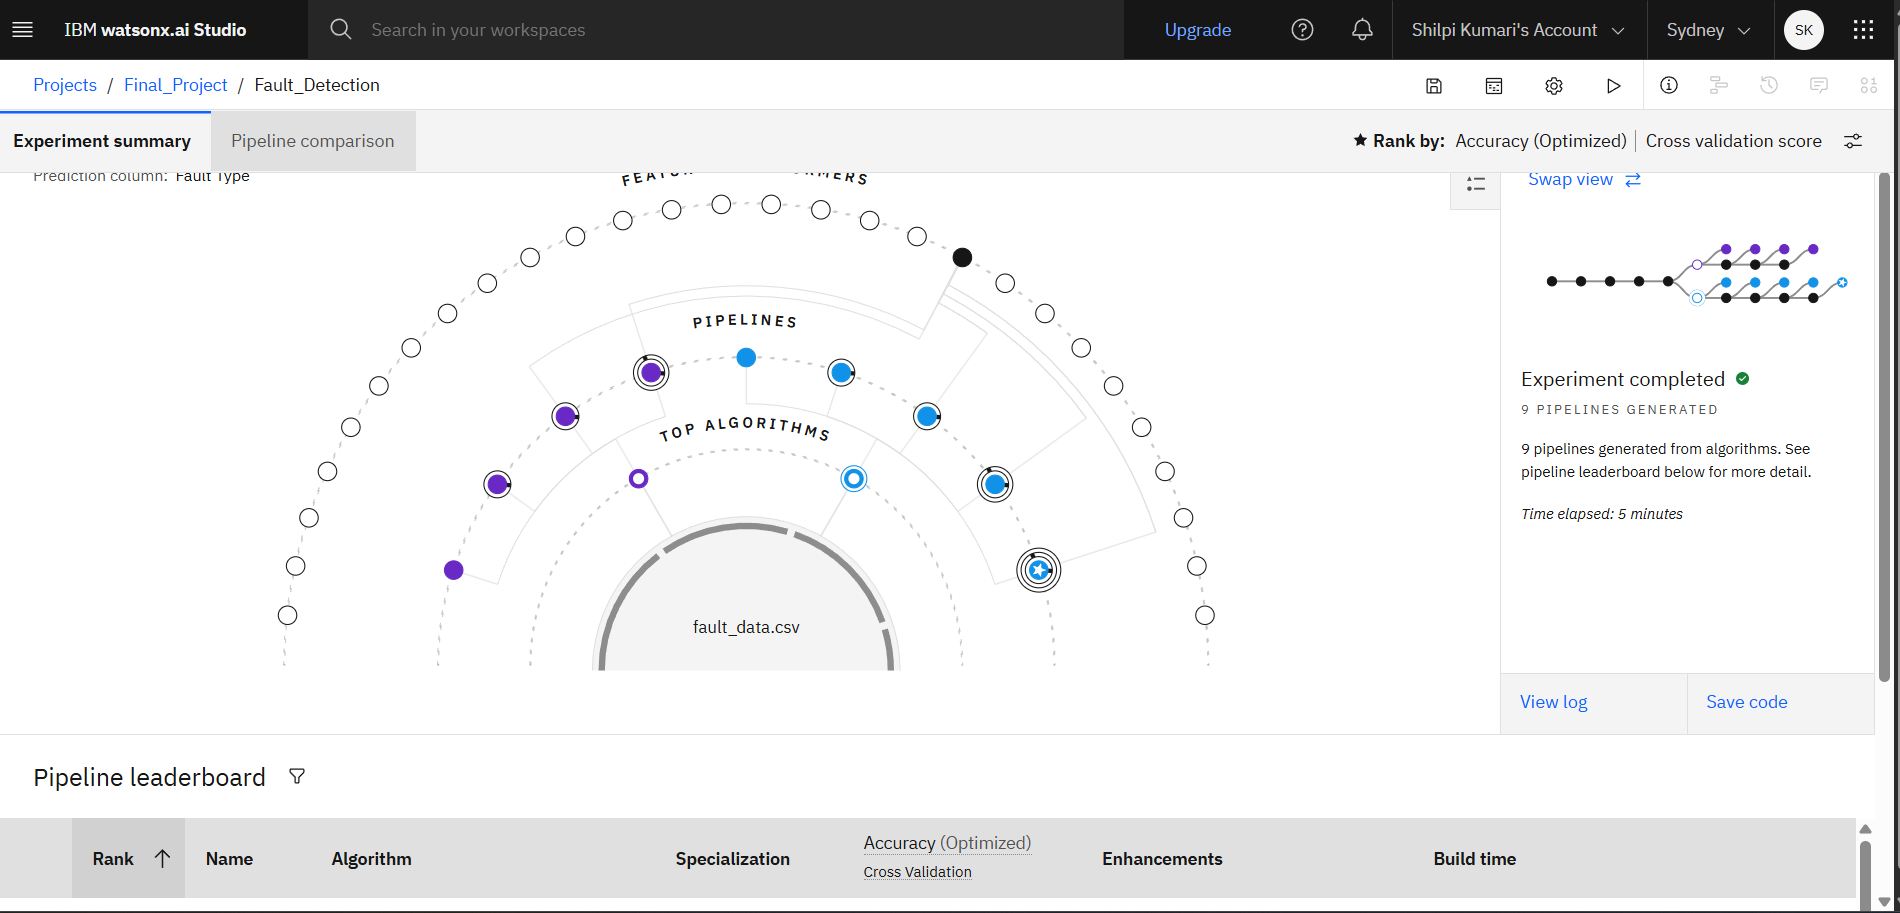 IBM watsonx.ai Studio
Search in your workspaces
Upgrade
Shilpi Kumari's Account
Sydney
SK
Projects / Final_Project / Fault_Detection
Experiment summary
Pipeline comparison
Rank by: Accuracy (Optimized) | Cross validation score
Prediction column: Fault Type
Swap view
PIPELINES
TOP ALGORITHMS
fault_data.csv
Experiment completed
9 PIPELINES GENERATED
9 pipelines generated from algorithms. See
pipeline leaderboard below for more detail.
Time elapsed: 5 minutes
View log
Save code
Pipeline leaderboard
Rank
Name
Algorithm
Specialization
Accuracy (Optimized)
Cross Validation
Enhancements
Build time